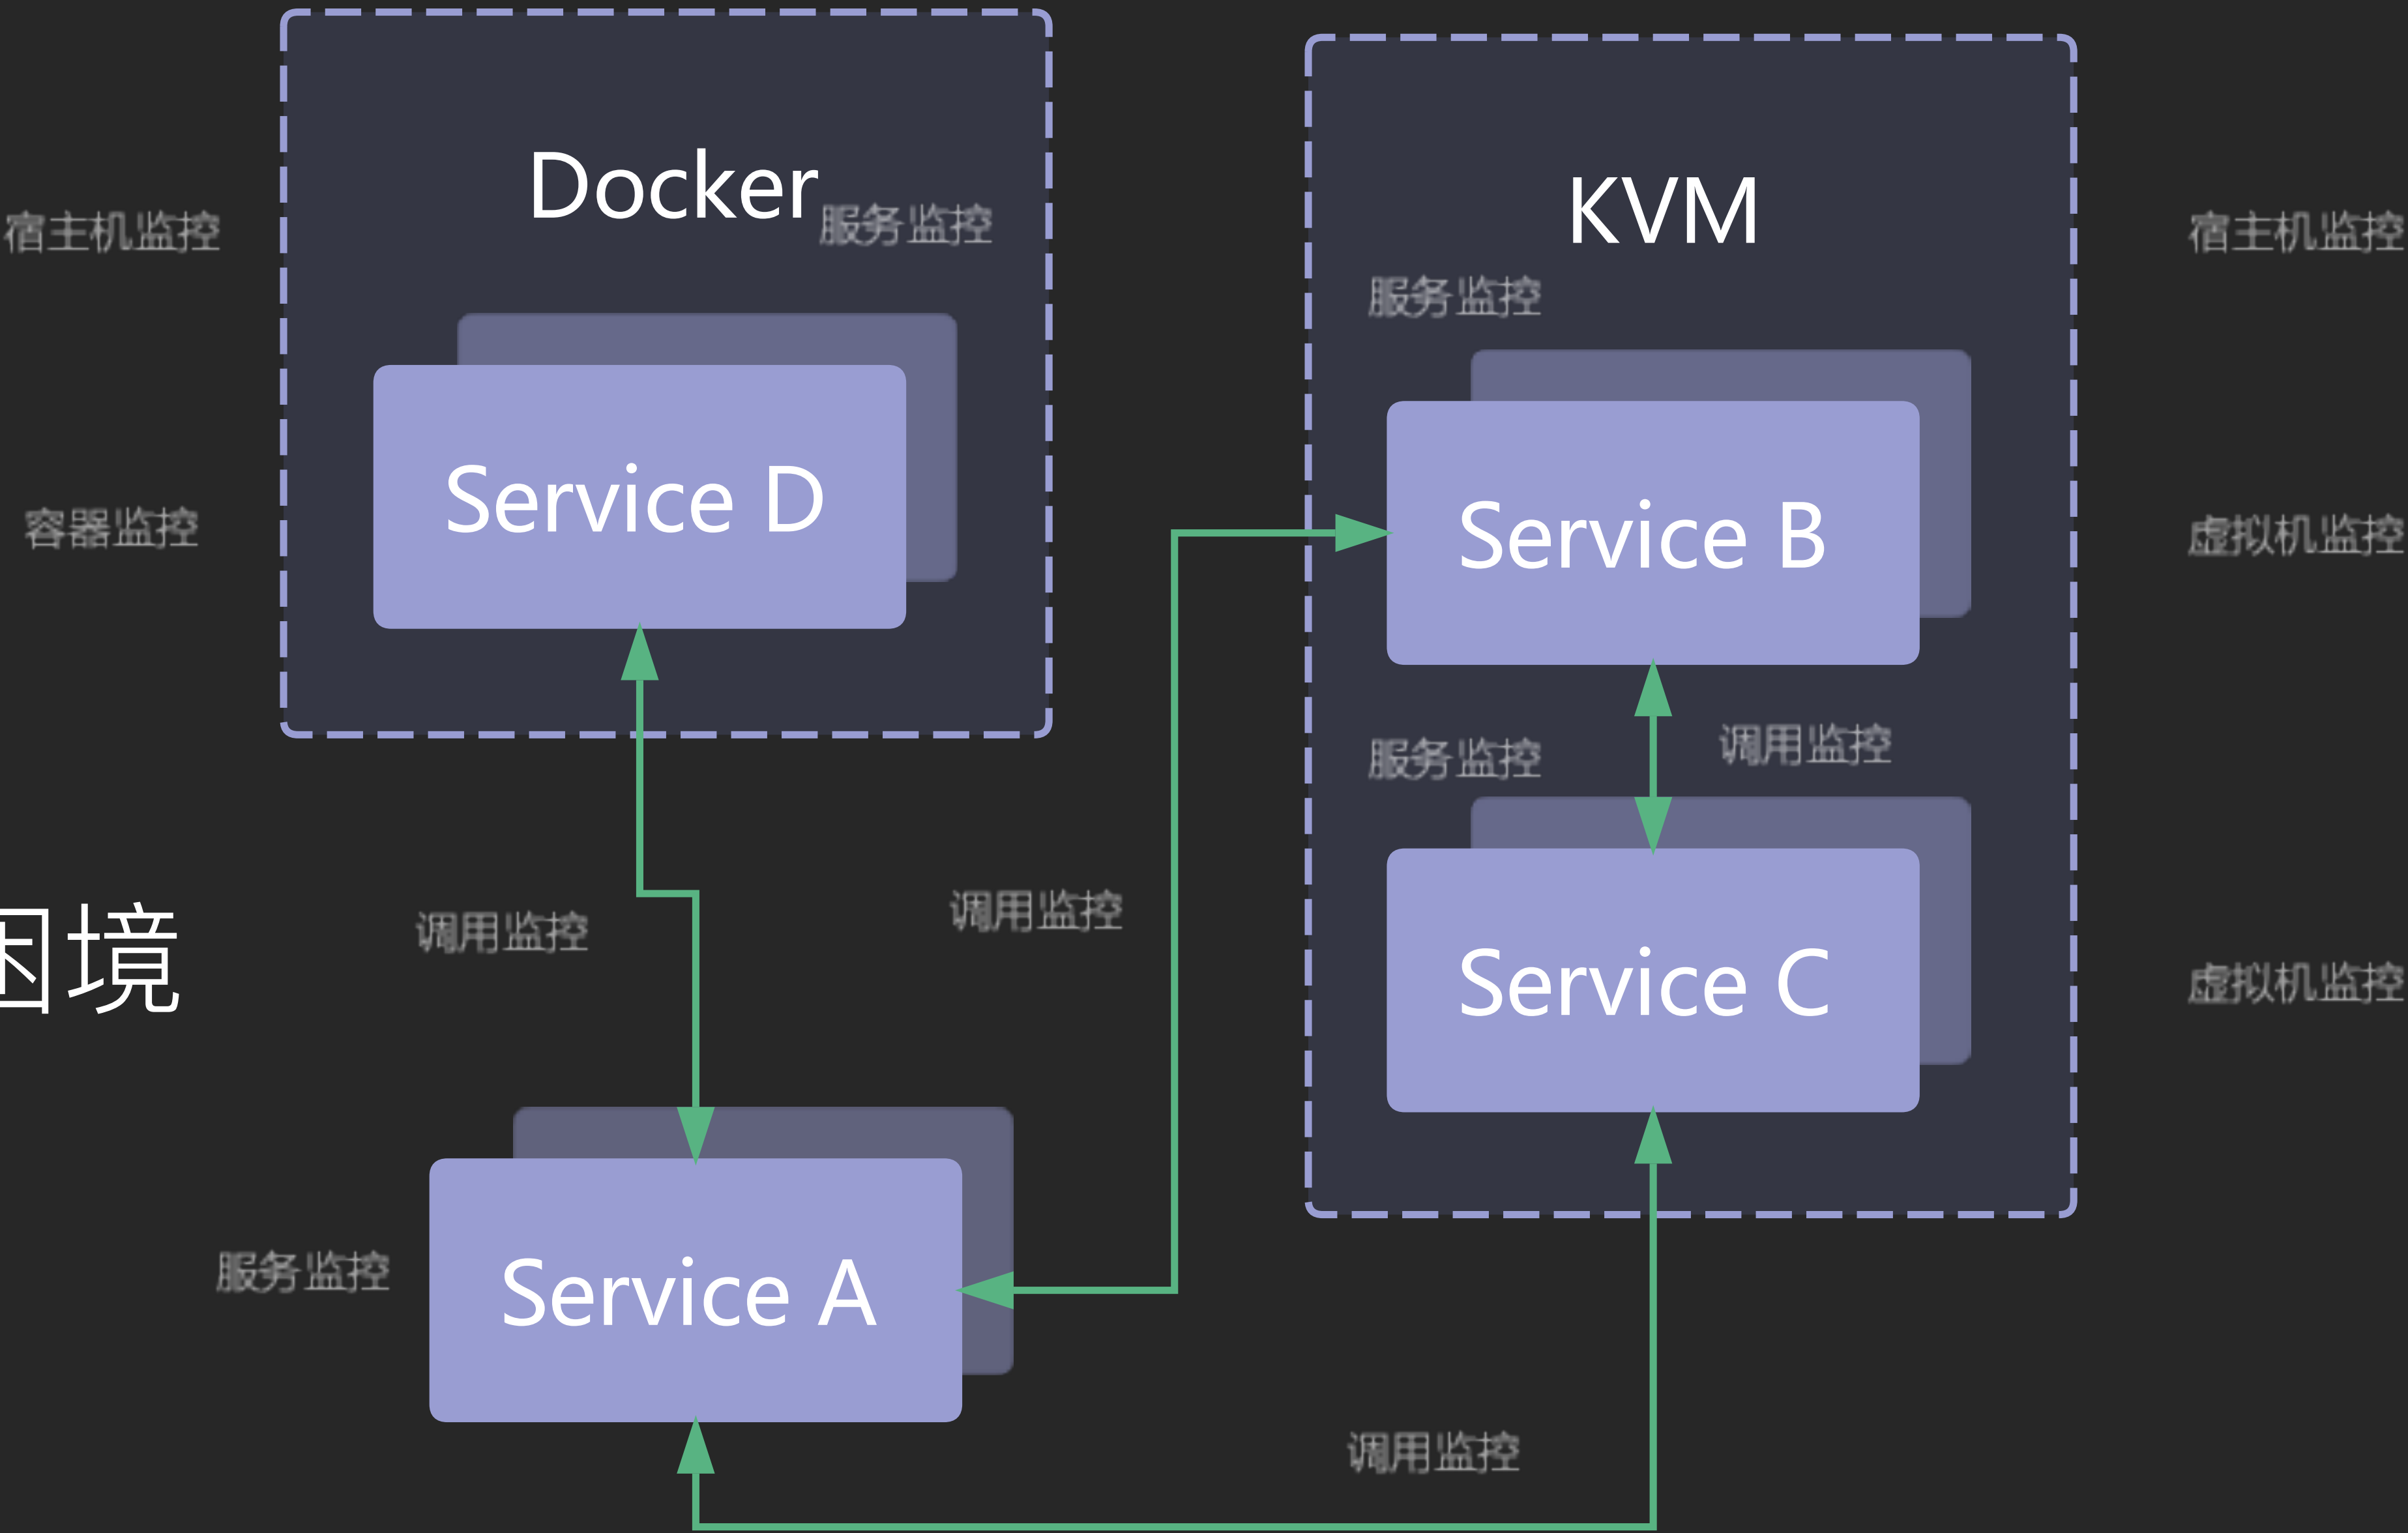 Docker
KVM
宿主机监控
服务监控
宿主机监控
服务监控
Service D
Service B
容器监控
虚拟机监控
服务监控
调用监控
调用监控
调用监控
困境
Service C
虚拟机监控
服务监控
Service A
调用监控